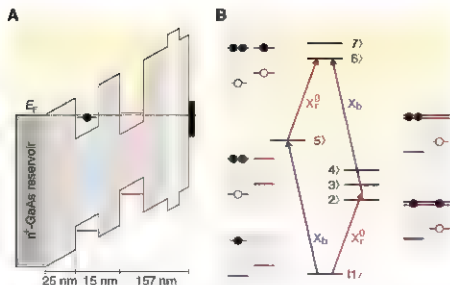 A
E_F
n⁺-GaAs reservoir
25 nm 15 nm 157 nm
B
7⟩
6⟩
X_r^0
X_b
5⟩
4⟩
3⟩
2⟩
X_b
X_r^0
|1⟩